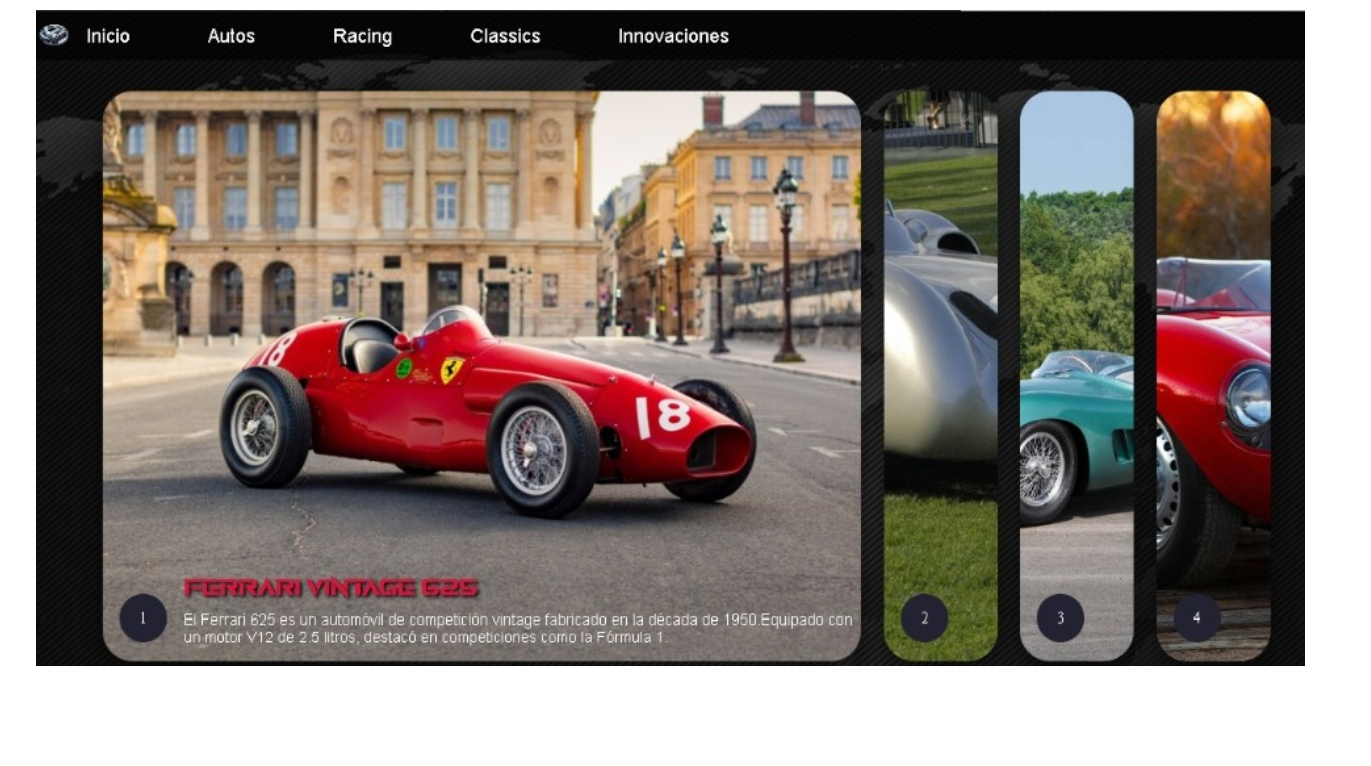 Inicio
Autos
Racing
Classics
Innovaciones
18
18
FERRARI VINTAGE 625
1
El Ferrari 625 es un automóvil de competición vintage fabricado en la década de 1950.Equipado con
un motor V12 de 2.5 litros, destacó en competiciones como la Fórmula 1.
2
3
4